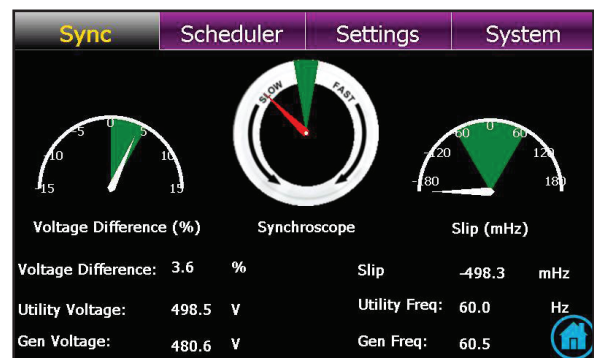 Sync Scheduler Settings System
SLOW FAST
-15 -10 -5 0 5 10 15
-180 -120 -60 0 60 120 180
Voltage Difference (%) Synchroscope Slip (mHz)
Voltage Difference: 3.6 % Slip -498.3 mHz
Utility Voltage: 498.5 V Utility Freq: 60.0 Hz
Gen Voltage: 480.6 V Gen Freq: 60.5